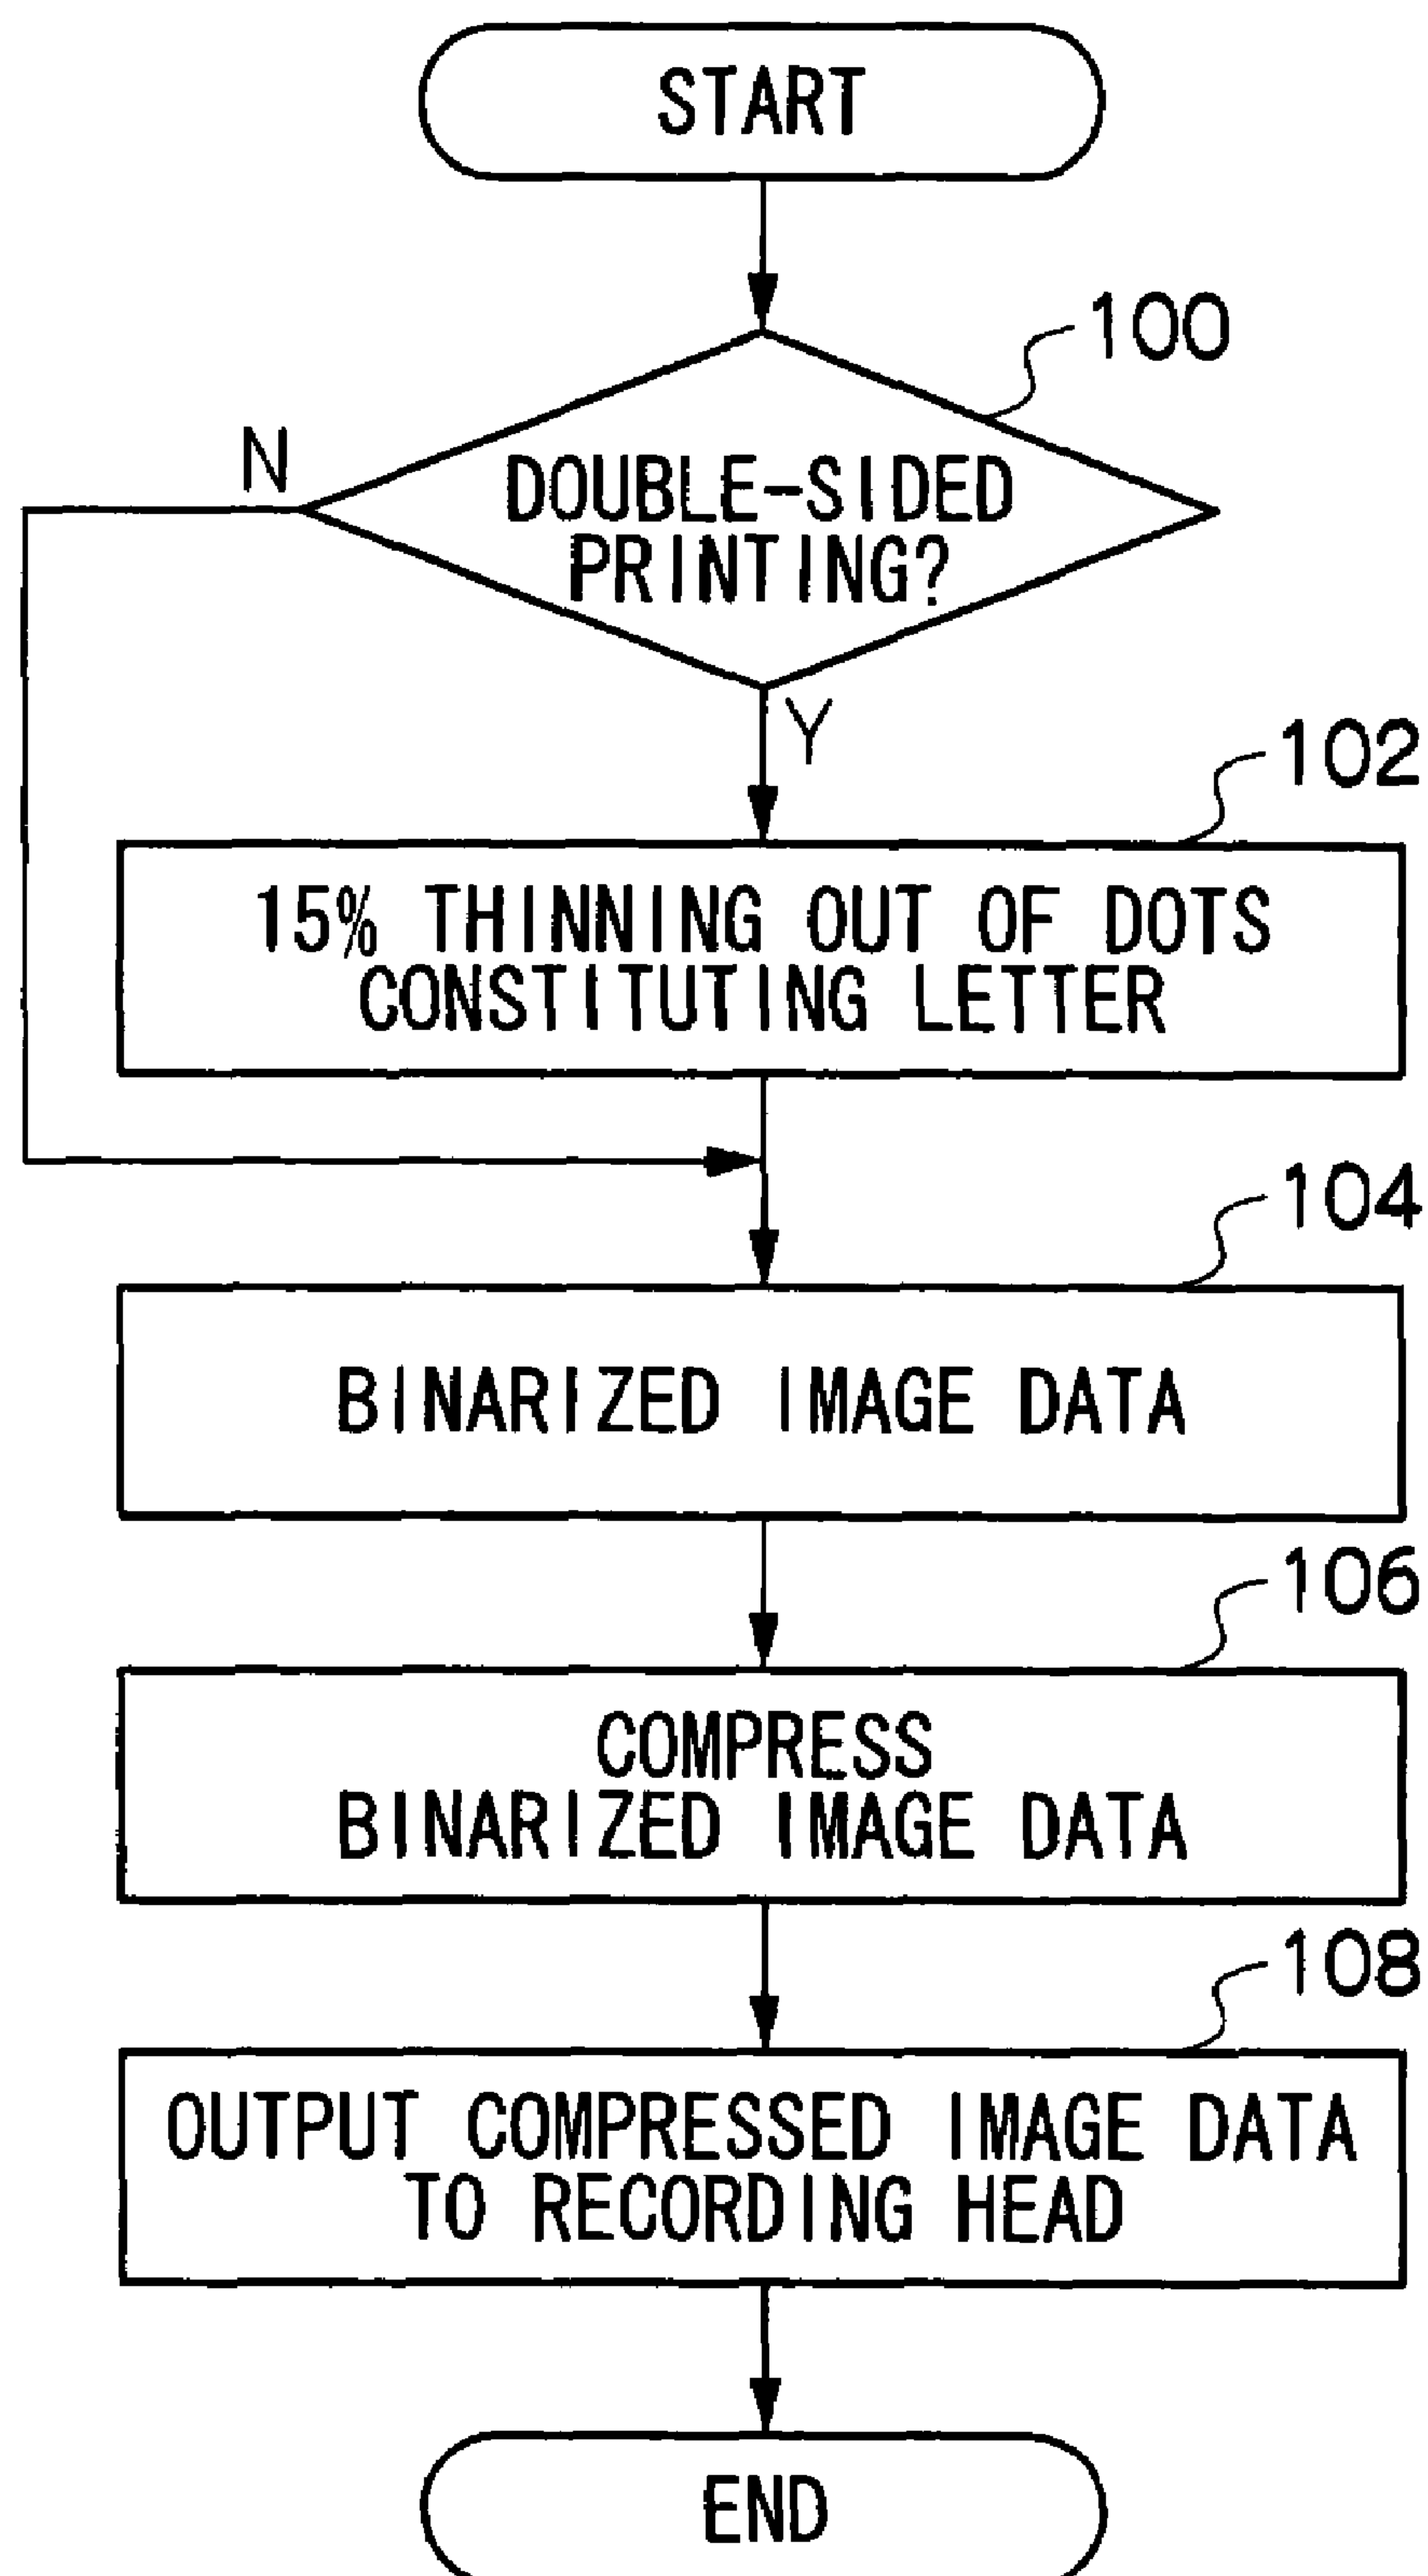 START
100
N
DOUBLE-SIDED
PRINTING?
Y
102
15% THINNING OUT OF DOTS
CONSTITUTING LETTER
104
BINARIZED IMAGE DATA
106
COMPRESS
BINARIZED IMAGE DATA
108
OUTPUT COMPRESSED IMAGE DATA
TO RECORDING HEAD
END